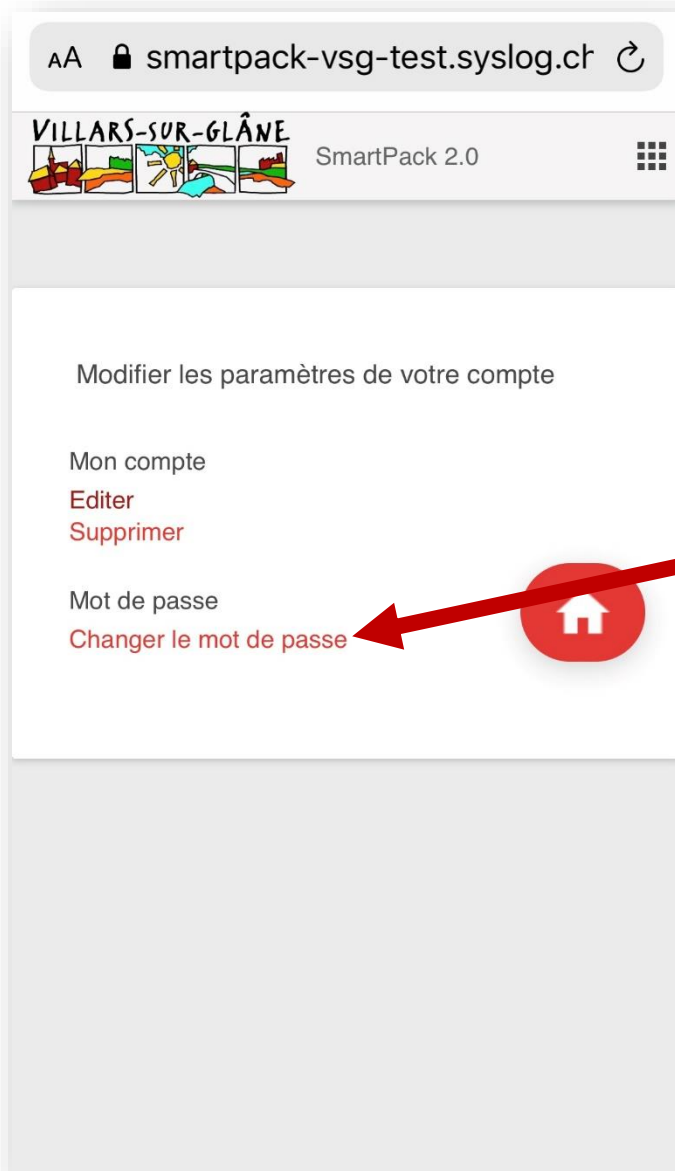 AA smartpack-vsg-test.syslog.ch
VILLARS-SUR-GLÂNE
SmartPack 2.0
Modifier les paramètres de votre compte
Mon compte
Editer
Supprimer
Mot de passe
Changer le mot de passe